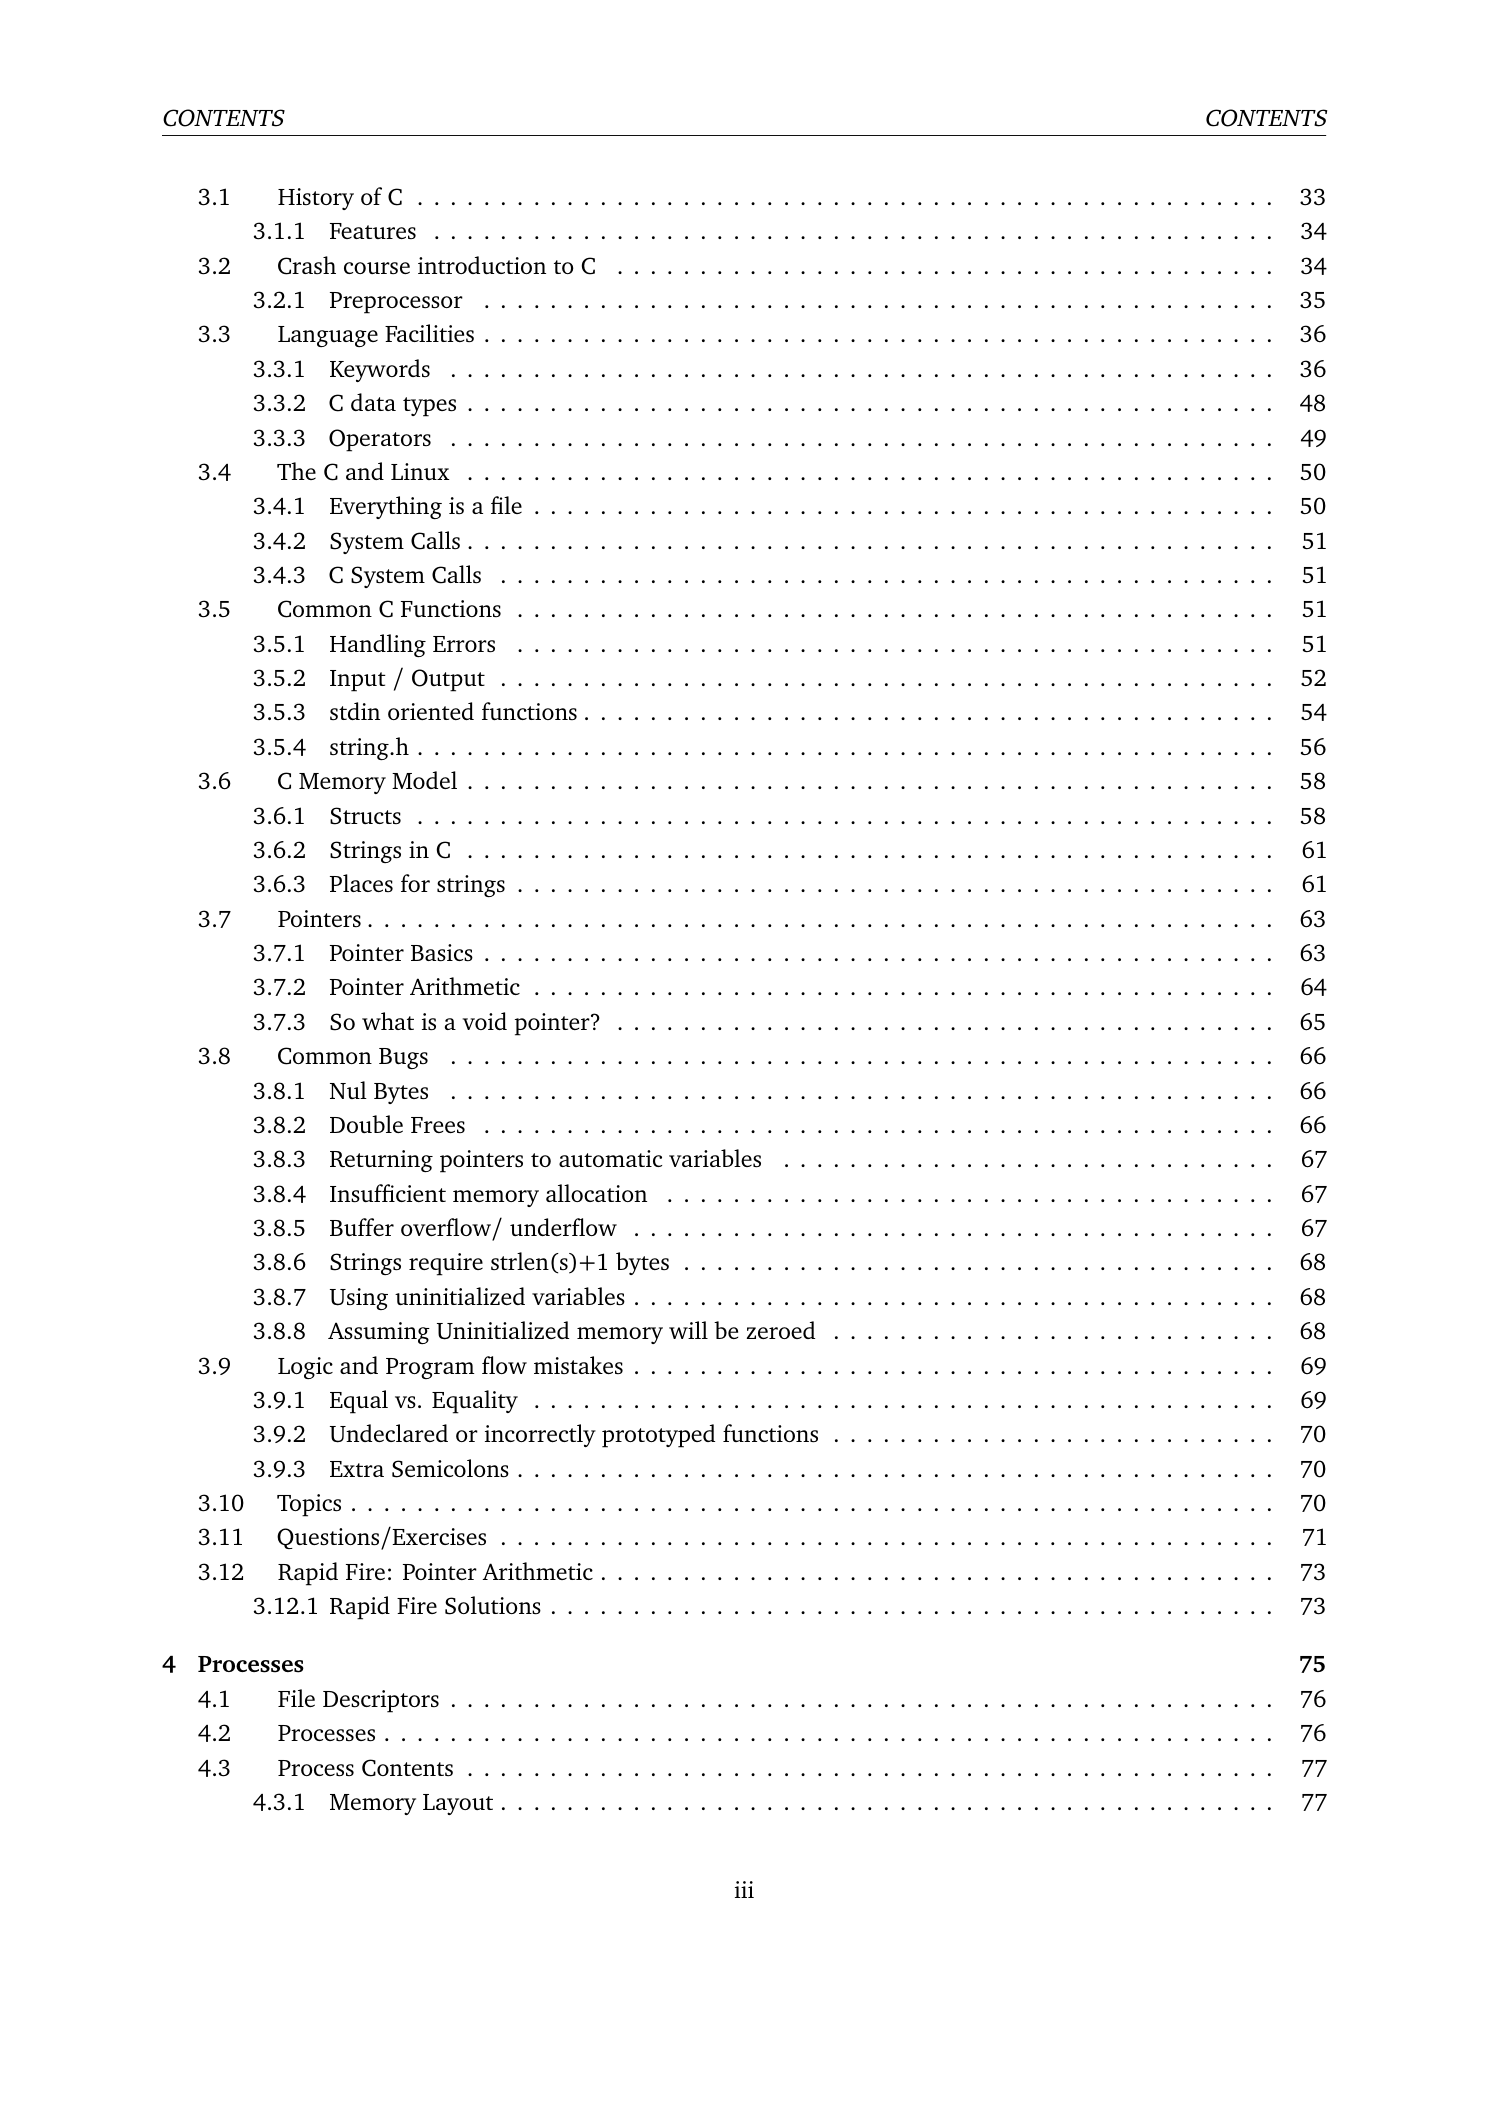 CONTENTS CONTENTS
3.1 History of C . . . . . . . . . . . . . . . . . . . . 33
3.1.1 Features . . . . . . . . . . . . . . . . . . . . 34
3.2 Crash course introduction to C . . . . . . . . . . . . . . . . . . . . 34
3.2.1 Preprocessor . . . . . . . . . . . . . . . . . . . . 35
3.3 Language Facilities . . . . . . . . . . . . . . . . . . . . 36
3.3.1 Keywords . . . . . . . . . . . . . . . . . . . . 36
3.3.2 C data types . . . . . . . . . . . . . . . . . . . . 48
3.3.3 Operators . . . . . . . . . . . . . . . . . . . . 49
3.4 The C and Linux . . . . . . . . . . . . . . . . . . . . 50
3.4.1 Everything is a file . . . . . . . . . . . . . . . . . . . . 50
3.4.2 System Calls . . . . . . . . . . . . . . . . . . . . 51
3.4.3 C System Calls . . . . . . . . . . . . . . . . . . . . 51
3.5 Common C Functions . . . . . . . . . . . . . . . . . . . . 51
3.5.1 Handling Errors . . . . . . . . . . . . . . . . . . . . 51
3.5.2 Input / Output . . . . . . . . . . . . . . . . . . . . 52
3.5.3 stdin oriented functions . . . . . . . . . . . . . . . . . . . . 54
3.5.4 string.h . . . . . . . . . . . . . . . . . . . . 56
3.6 C Memory Model . . . . . . . . . . . . . . . . . . . . 58
3.6.1 Structs . . . . . . . . . . . . . . . . . . . . 58
3.6.2 Strings in C . . . . . . . . . . . . . . . . . . . . 61
3.6.3 Places for strings . . . . . . . . . . . . . . . . . . . . 61
3.7 Pointers . . . . . . . . . . . . . . . . . . . . 63
3.7.1 Pointer Basics . . . . . . . . . . . . . . . . . . . . 63
3.7.2 Pointer Arithmetic . . . . . . . . . . . . . . . . . . . . 64
3.7.3 So what is a void pointer? . . . . . . . . . . . . . . . . . . . . 65
3.8 Common Bugs . . . . . . . . . . . . . . . . . . . . 66
3.8.1 Nul Bytes . . . . . . . . . . . . . . . . . . . . 66
3.8.2 Double Frees . . . . . . . . . . . . . . . . . . . . 66
3.8.3 Returning pointers to automatic variables . . . . . . . . . . . . . . . . . . . . 67
3.8.4 Insufficient memory allocation . . . . . . . . . . . . . . . . . . . . 67
3.8.5 Buffer overflow/ underflow . . . . . . . . . . . . . . . . . . . . 67
3.8.6 Strings require strlen(s)+1 bytes . . . . . . . . . . . . . . . . . . . . 68
3.8.7 Using uninitialized variables . . . . . . . . . . . . . . . . . . . . 68
3.8.8 Assuming Uninitialized memory will be zeroed . . . . . . . . . . . . . . . . . . . . 68
3.9 Logic and Program flow mistakes . . . . . . . . . . . . . . . . . . . . 69
3.9.1 Equal vs. Equality . . . . . . . . . . . . . . . . . . . . 69
3.9.2 Undeclared or incorrectly prototyped functions . . . . . . . . . . . . . . . . . . . . 70
3.9.3 Extra Semicolons . . . . . . . . . . . . . . . . . . . . 70
3.10 Topics . . . . . . . . . . . . . . . . . . . . 70
3.11 Questions/Exercises . . . . . . . . . . . . . . . . . . . . 71
3.12 Rapid Fire: Pointer Arithmetic . . . . . . . . . . . . . . . . . . . . 73
3.12.1 Rapid Fire Solutions . . . . . . . . . . . . . . . . . . . . 73
4 Processes 75
4.1 File Descriptors . . . . . . . . . . . . . . . . . . . . 76
4.2 Processes . . . . . . . . . . . . . . . . . . . . 76
4.3 Process Contents . . . . . . . . . . . . . . . . . . . . 77
4.3.1 Memory Layout . . . . . . . . . . . . . . . . . . . . 77
iii